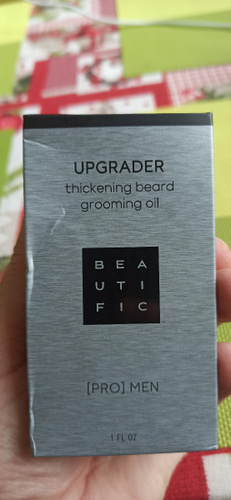 UPGRADER
thickening beard
grooming oil
BEA
UTI
FIC
[PRO] MEN
1 FL OZ